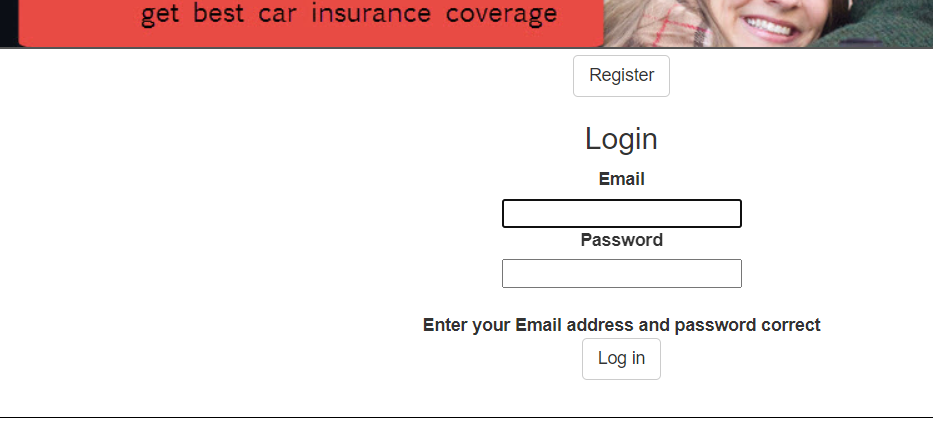 get best car insurance coverage
Register
Login
Email
Password
Enter your Email address and password correct
Log in